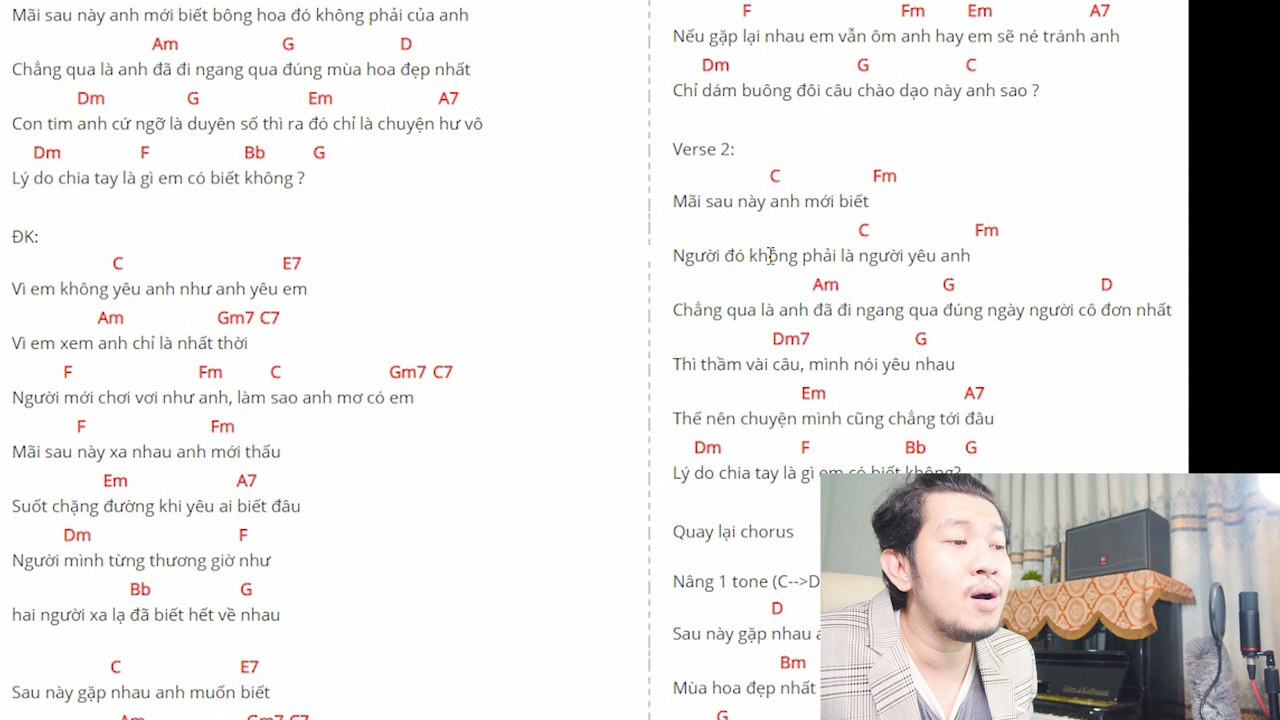 Mãi sau này anh mới biết bông hoa đó không phải của anh
Am G D
Chẳng qua là anh đã đi ngang qua đúng mùa hoa đẹp nhất
Dm G Em A7
Con tim anh cứ ngỡ là duyên số thì ra đó chỉ là chuyện hư vô
Dm F Bb G
Lý do chia tay là gì em có biết không ?
ĐK:
C E7
Vì em không yêu anh như anh yêu em
Am Gm7 C7
Vì em xem anh chỉ là nhất thời
F Fm C Gm7 C7
Người mới chơi vơi như anh, làm sao anh mơ có em
F Fm
Mãi sau này xa nhau anh mới thấu
Em A7
Suốt chặng đường khi yêu ai biết đâu
Dm F
Người mình từng thương giờ như
Bb G
hai người xa lạ đã biết hết về nhau
C E7
Sau này gặp nhau anh muốn biết
Am Gm7 C7
F Fm Em A7
Nếu gặp lại nhau em vẫn ôm anh hay em sẽ né tránh anh
Dm G C
Chỉ dám buông đôi câu chào dạo này anh sao ?
Verse 2:
C Fm
Mãi sau này anh mới biết
C Fm
Người đó không phải là người yêu anh
Am G D
Chẳng qua là anh đã đi ngang qua đúng ngày người cô đơn nhất
Dm7 G
Thì thầm vài câu, mình nói yêu nhau
Em A7
Thế nên chuyện mình cũng chẳng tới đâu
Dm F Bb G
Lý do chia tay là gì em có biết không?
Quay lại chorus
Nâng 1 tone (C-->D
D
Sau này gặp nhau a
Bm
Mùa hoa đẹp nhất
G